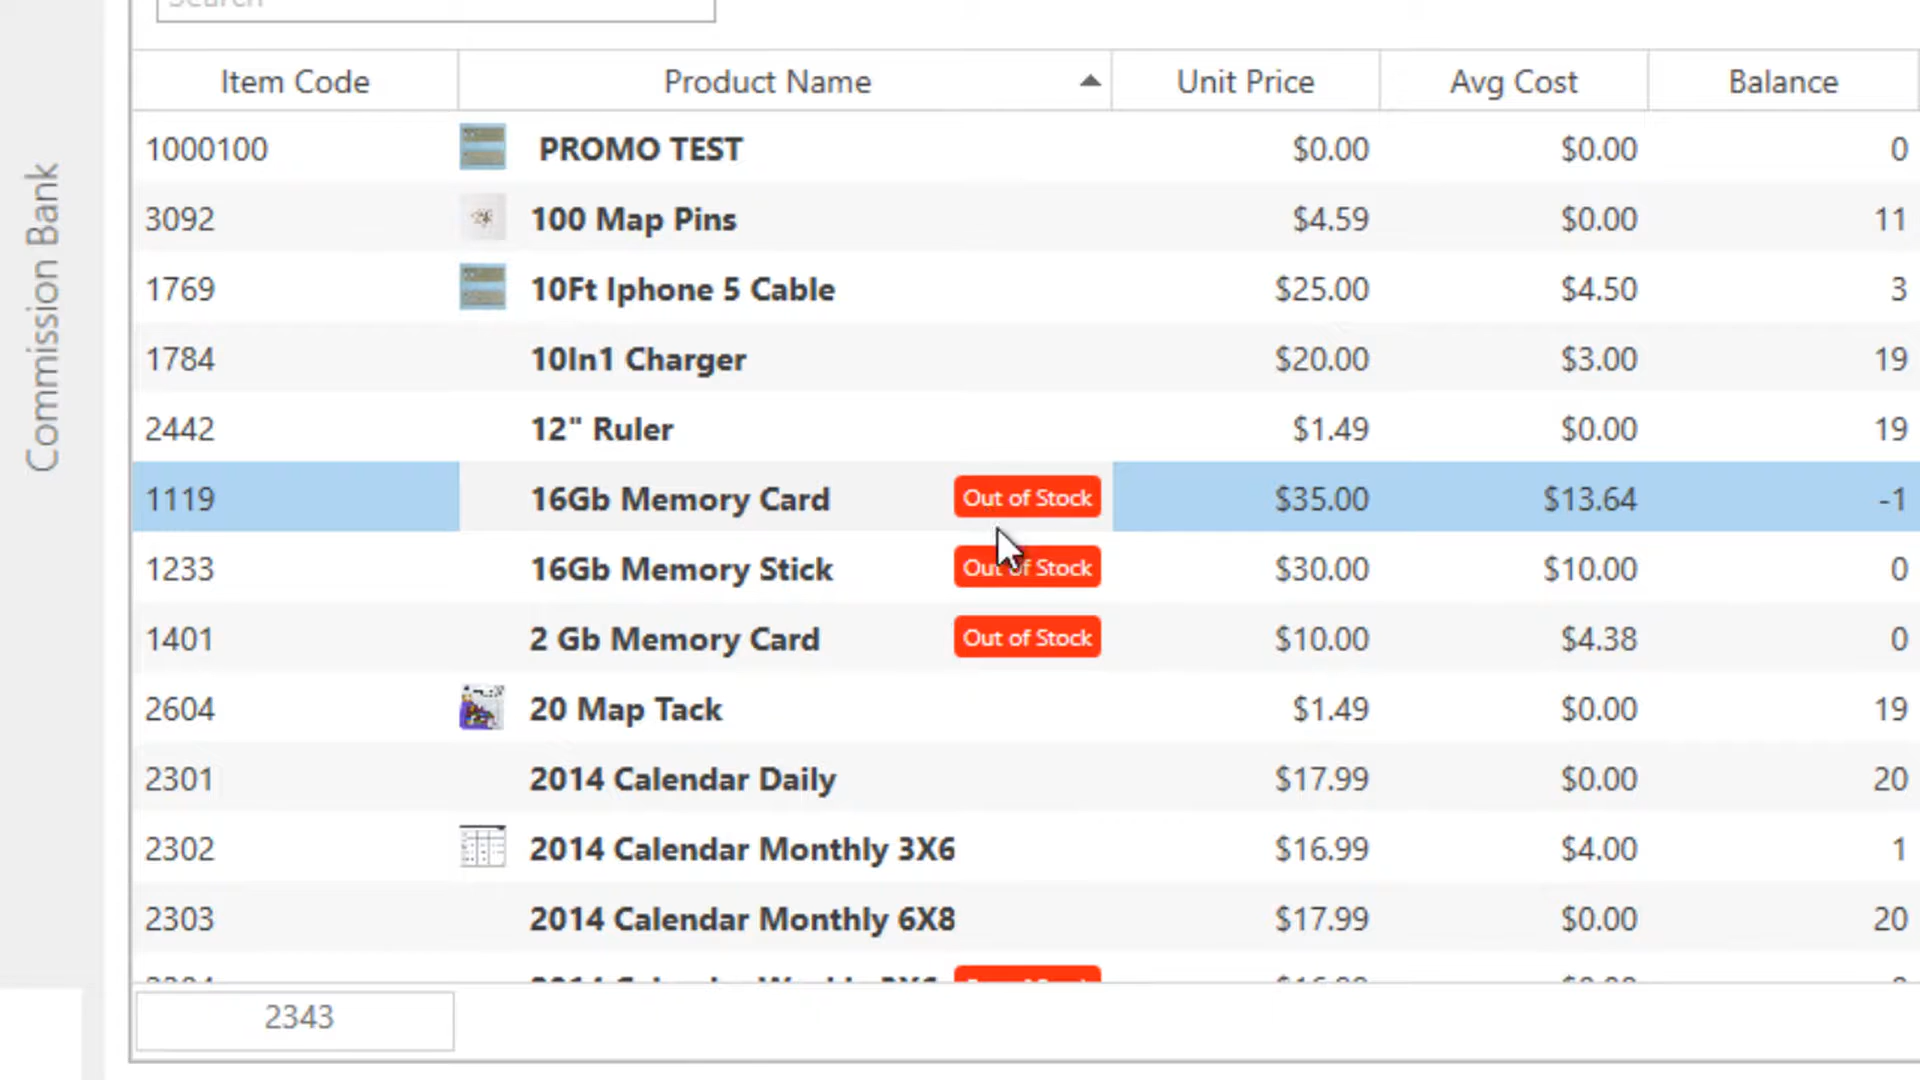 Search
Commission Bank
Item Code Product Name Unit Price Avg Cost Balance
1000100 PROMO TEST $0.00 $0.00 0
3092 100 Map Pins $4.59 $0.00 11
1769 10Ft Iphone 5 Cable $25.00 $4.50 3
1784 10In1 Charger $20.00 $3.00 19
2442 12" Ruler $1.49 $0.00 19
1119 16Gb Memory Card Out of Stock $35.00 $13.64 -1
1233 16Gb Memory Stick Out of Stock $30.00 $10.00 0
1401 2 Gb Memory Card Out of Stock $10.00 $4.38 0
2604 20 Map Tack $1.49 $0.00 19
2301 2014 Calendar Daily $17.99 $0.00 20
2302 2014 Calendar Monthly 3X6 $16.99 $4.00 1
2303 2014 Calendar Monthly 6X8 $17.99 $0.00 20
2014 Calendar
2343